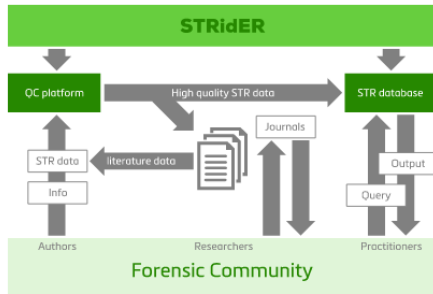 STRidER
QC platform
High quality STR data
STR database
Journals
STR data
literature data
Output
Info
Query
Authors
Researchers
Practitioners
Forensic Community